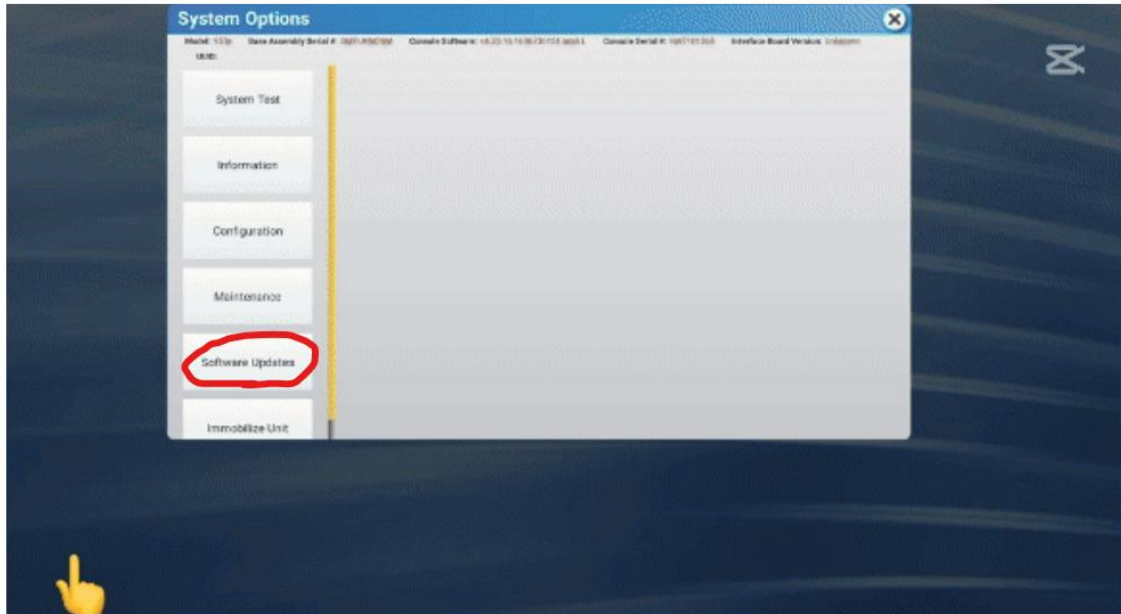 System Options
Model: Base Assembly Serial #: Console Software: Console Serial #: Interface Board Version: Unknown
UUID:
System Test
Information
Configuration
Maintenance
Software Updates
Immobilize Unit